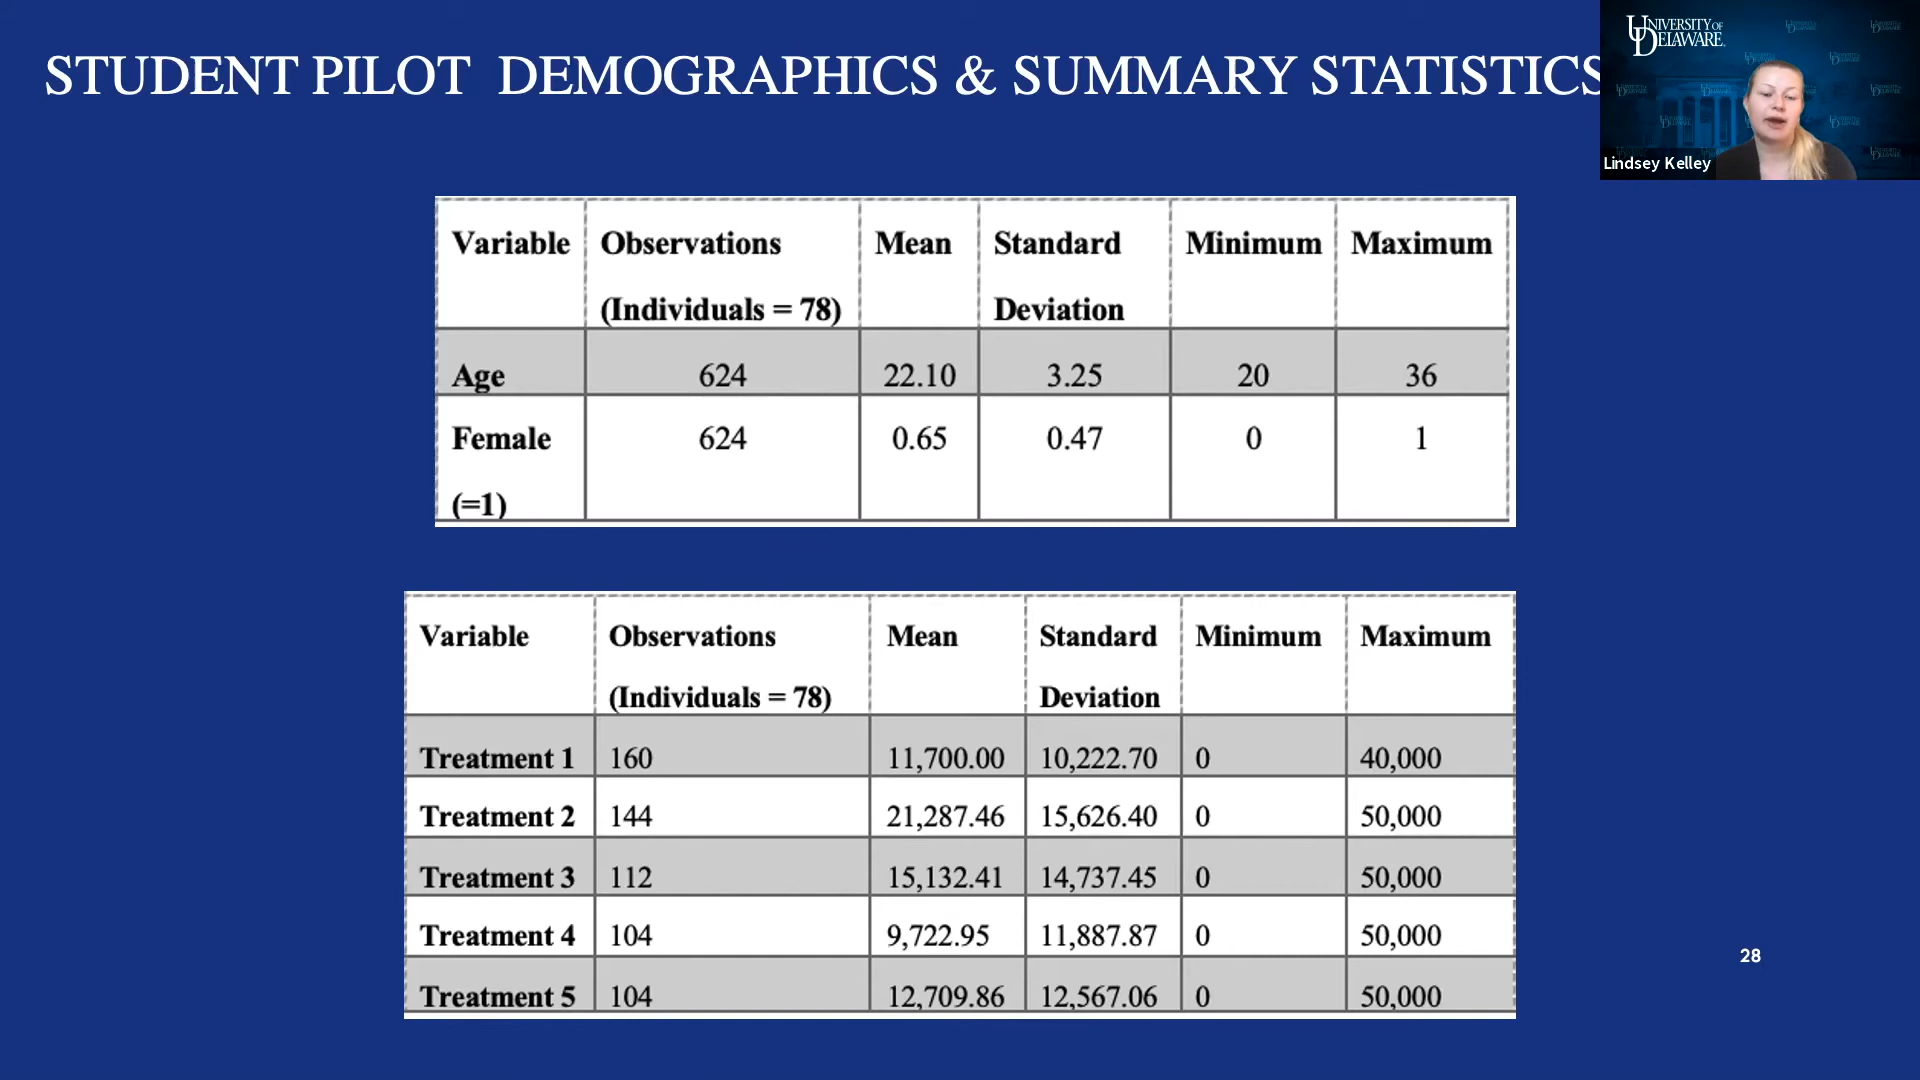 STUDENT PILOT DEMOGRAPHICS & SUMMARY STATISTICS
UNIVERSITY OF
DELAWARE
Lindsey Kelley
Variable Observations Mean Standard Minimum Maximum
(Individuals = 78) Deviation
Age 624 22.10 3.25 20 36
Female 624 0.65 0.47 0 1
(=1)
Variable Observations Mean Standard Minimum Maximum
(Individuals = 78) Deviation
Treatment 1 160 11,700.00 10,222.70 0 40,000
Treatment 2 144 21,287.46 15,626.40 0 50,000
Treatment 3 112 15,132.41 14,737.45 0 50,000
Treatment 4 104 9,722.95 11,887.87 0 50,000
Treatment 5 104 12,709.86 12,567.06 0 50,000
28